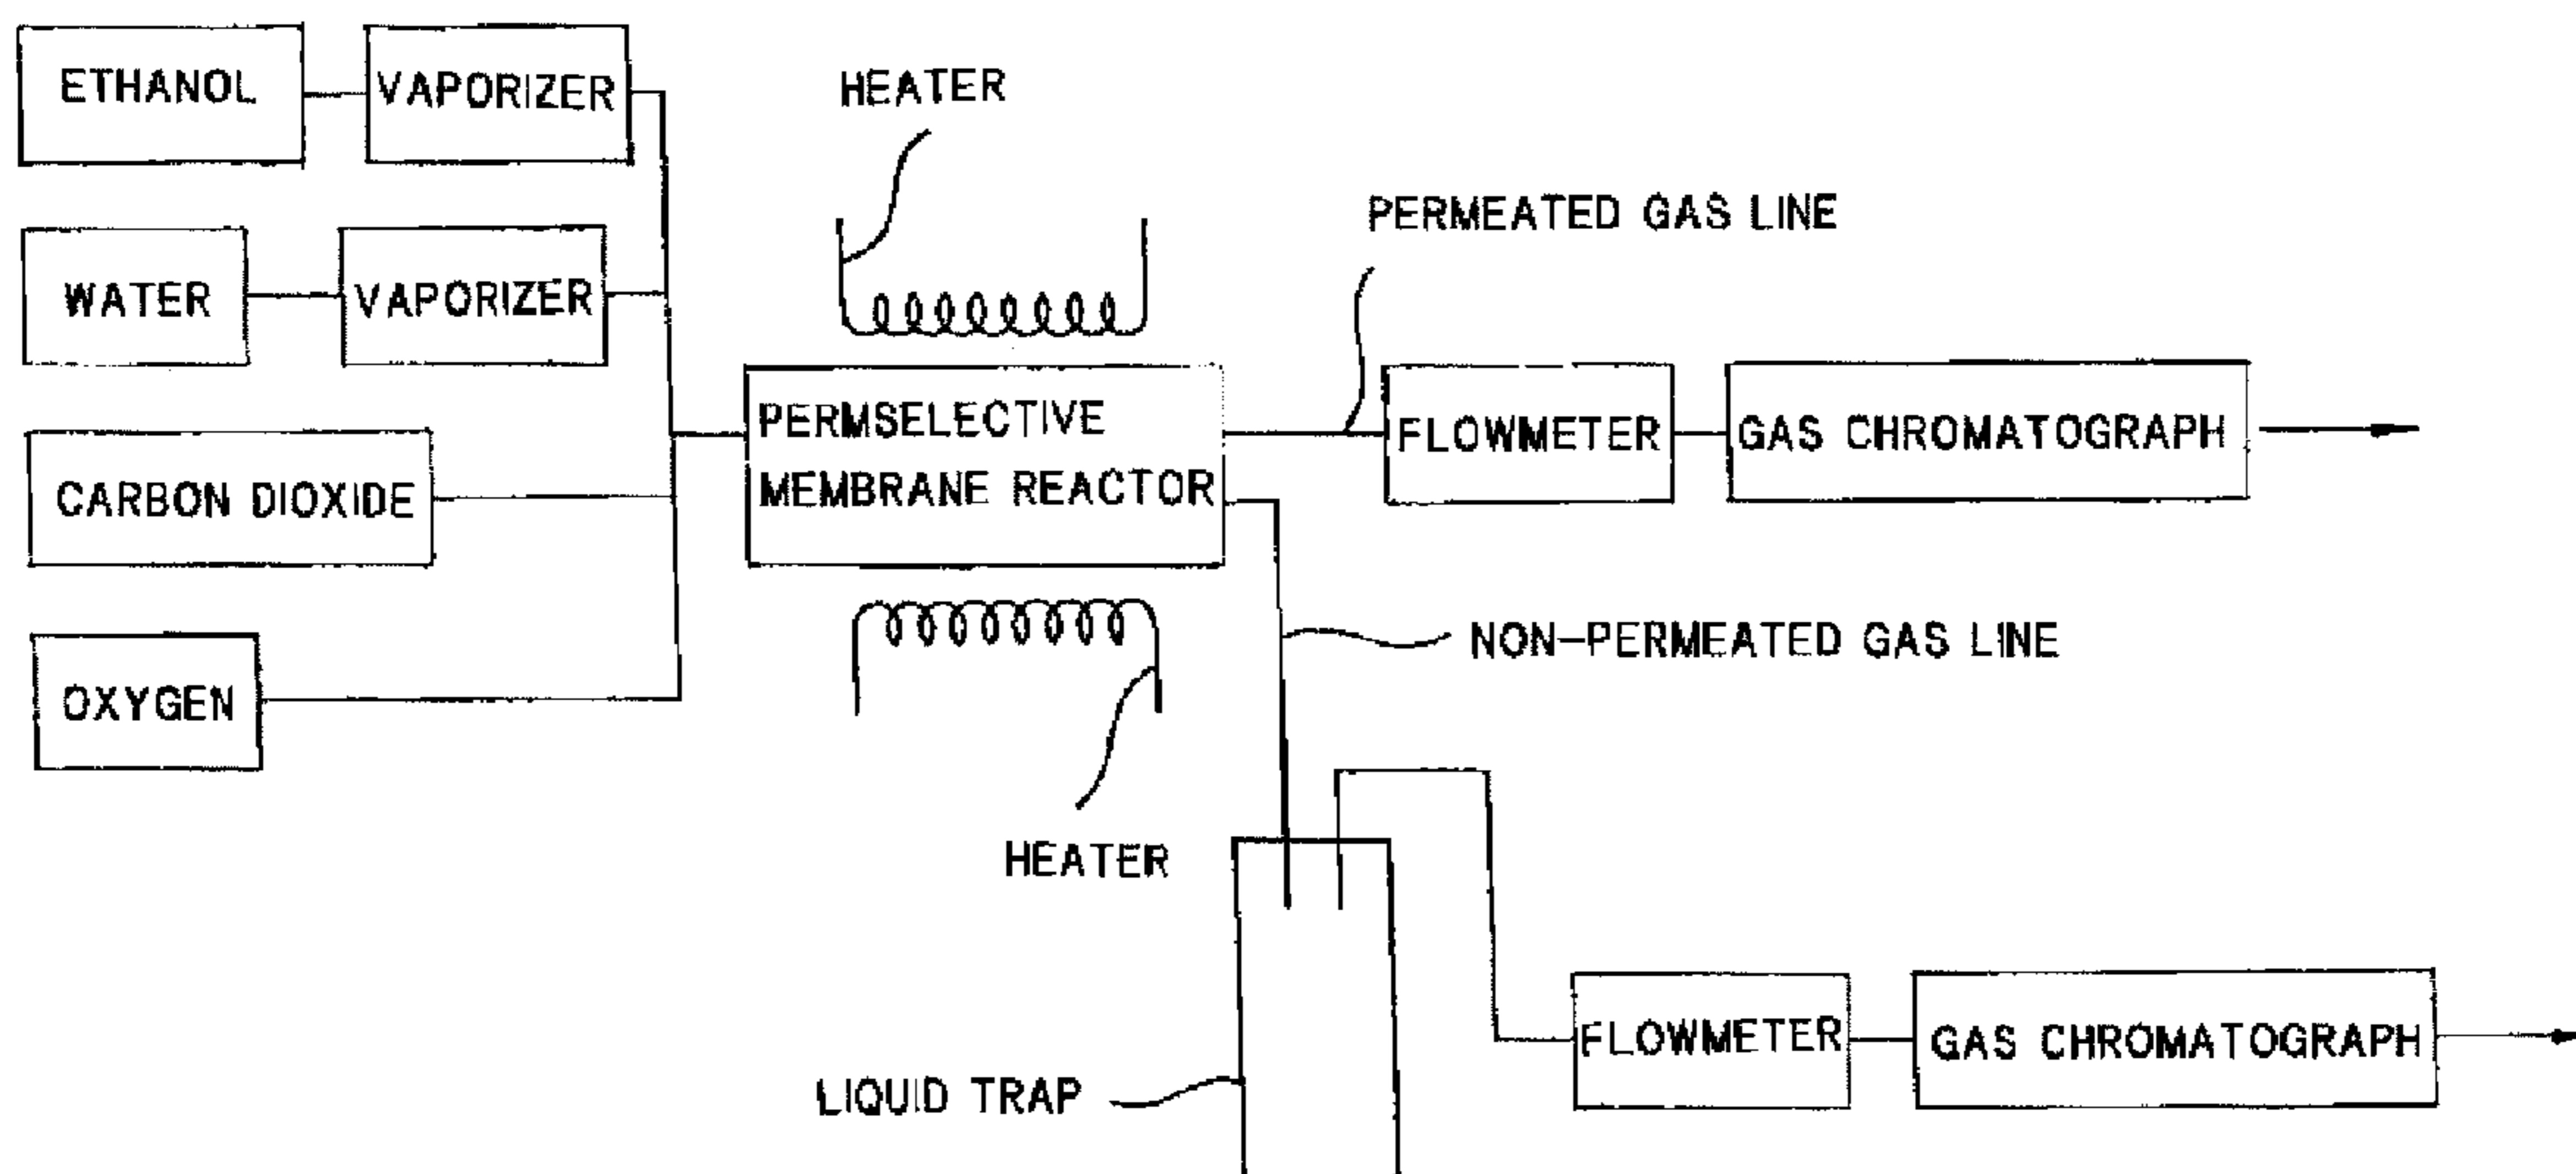 ETHANOL
VAPORIZER
HEATER
WATER
VAPORIZER
PERMEATED GAS LINE
CARBON DIOXIDE
PERMSELECTIVE
MEMBRANE REACTOR
FLOWMETER
GAS CHROMATOGRAPH
OXYGEN
NON-PERMEATED GAS LINE
HEATER
LIQUID TRAP
FLOWMETER
GAS CHROMATOGRAPH